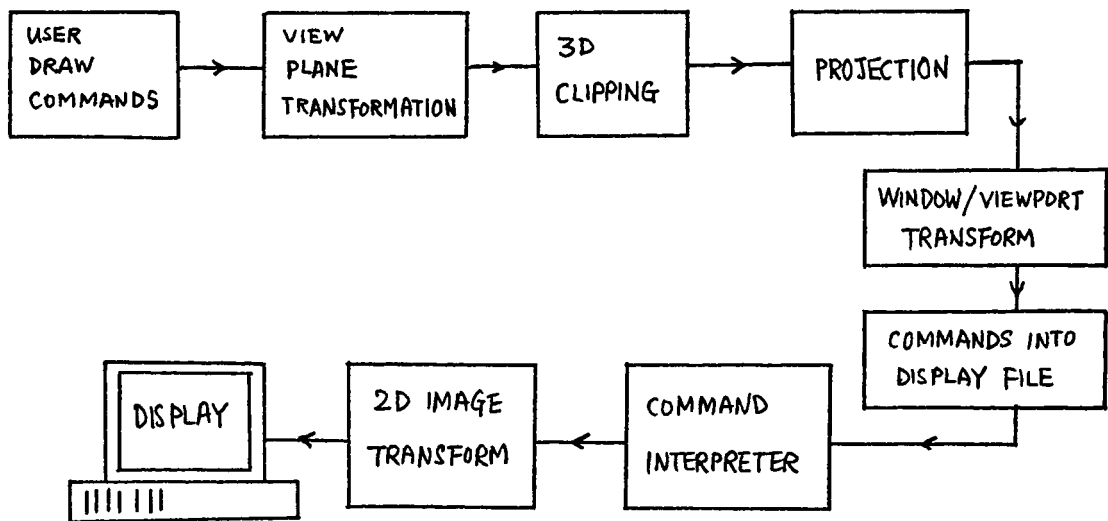 USER
DRAW
COMMANDS
VIEW
PLANE
TRANSFORMATION
3D
CLIPPING
PROJECTION
WINDOW/VIEWPORT
TRANSFORM
COMMANDS INTO
DISPLAY FILE
COMMAND
INTERPRETER
2D IMAGE
TRANSFORM
DISPLAY